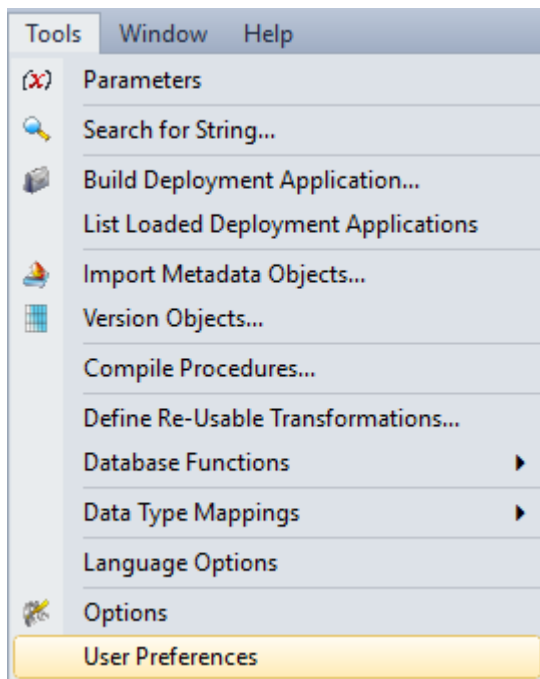 Tools Window Help
(x) Parameters
Search for String...
Build Deployment Application...
List Loaded Deployment Applications
Import Metadata Objects...
Version Objects...
Compile Procedures...
Define Re-Usable Transformations...
Database Functions
Data Type Mappings
Language Options
Options
User Preferences